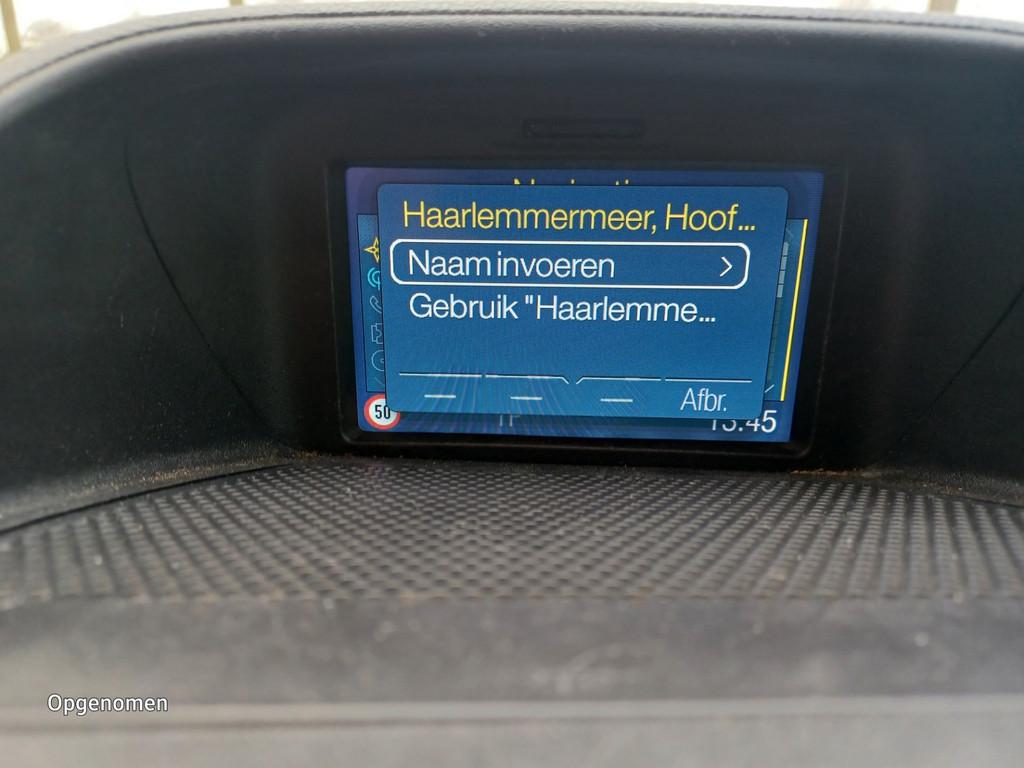 Haarlemmermeer, Hoof...
Naam invoeren
Gebruik "Haarlemme...
Afbr.
50
13:45
Opgenomen